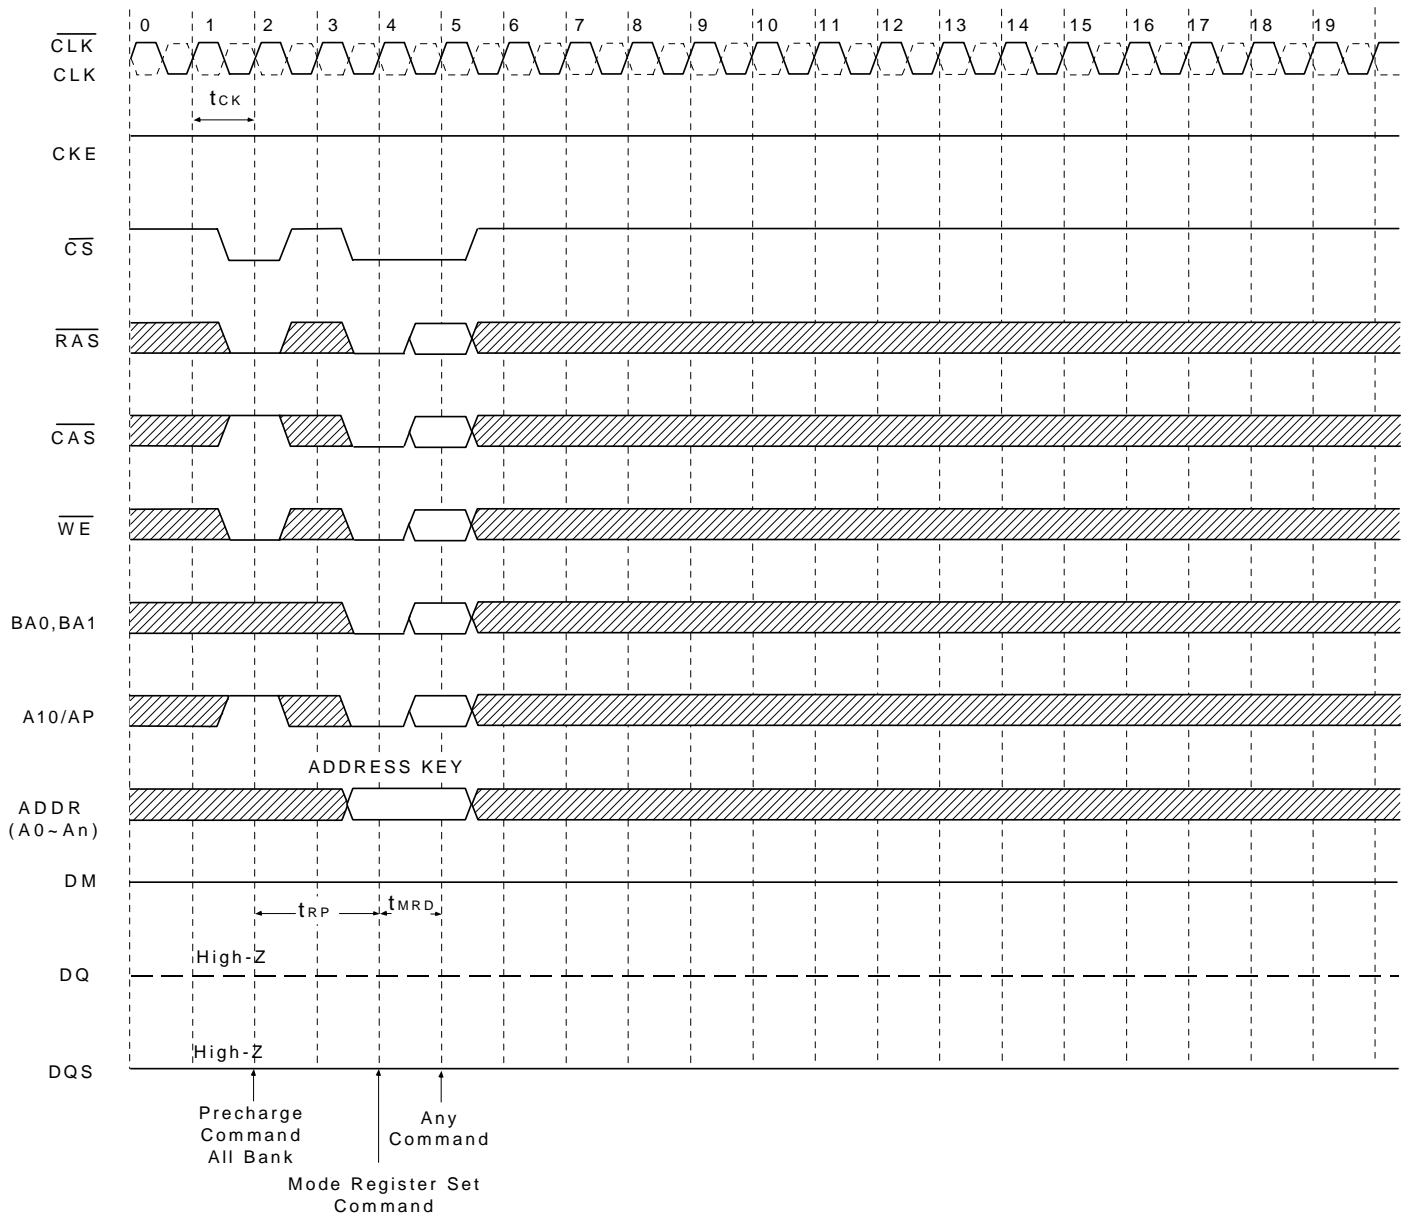 0 1 2 3 4 5 6 7 8 9 10 11 12 13 14 15 16 17 18 19
CLK
CLK
tCK
CKE
CS
RAS
CAS
WE
BA0,BA1
A10/AP
ADDRESS KEY
ADDR
(A0~An)
DM
tRP tMRD
High-Z
DQ
High-Z
DQS
Precharge
Command
All Bank
Any
Command
Mode Register Set
Command